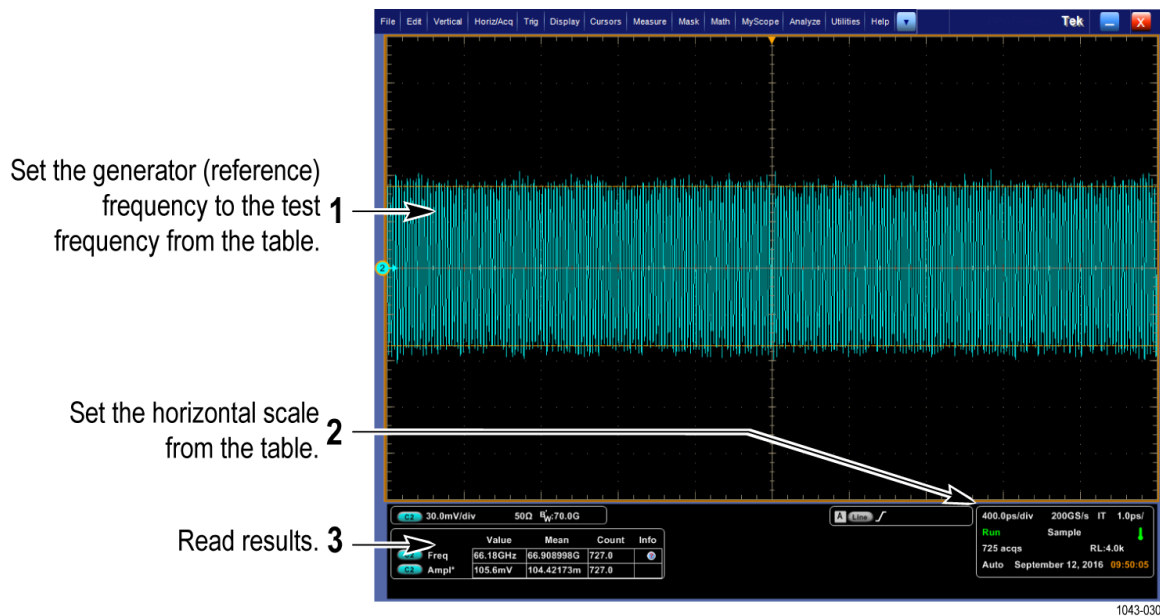 File Edit Vertical Horiz/Acq Trig Display Cursors Measure Mask Math MyScope Analyze Utilities Help Tek X
Set the generator (reference)
frequency to the test 1
frequency from the table.
2
Set the horizontal scale 2
from the table.
Read results. 3
C2 30.0mV/div 50Ω BW:70.0G
A Line
400.0ps/div 200GS/s IT 1.0ps/
Run Sample
725 acqs RL:4.0k
Auto September 12, 2016 09:50:05
Value Mean Count Info
Freq 66.18GHz 66.908998G 727.0
C2 Ampl* 105.6mV 104.42173m 727.0
1043-030